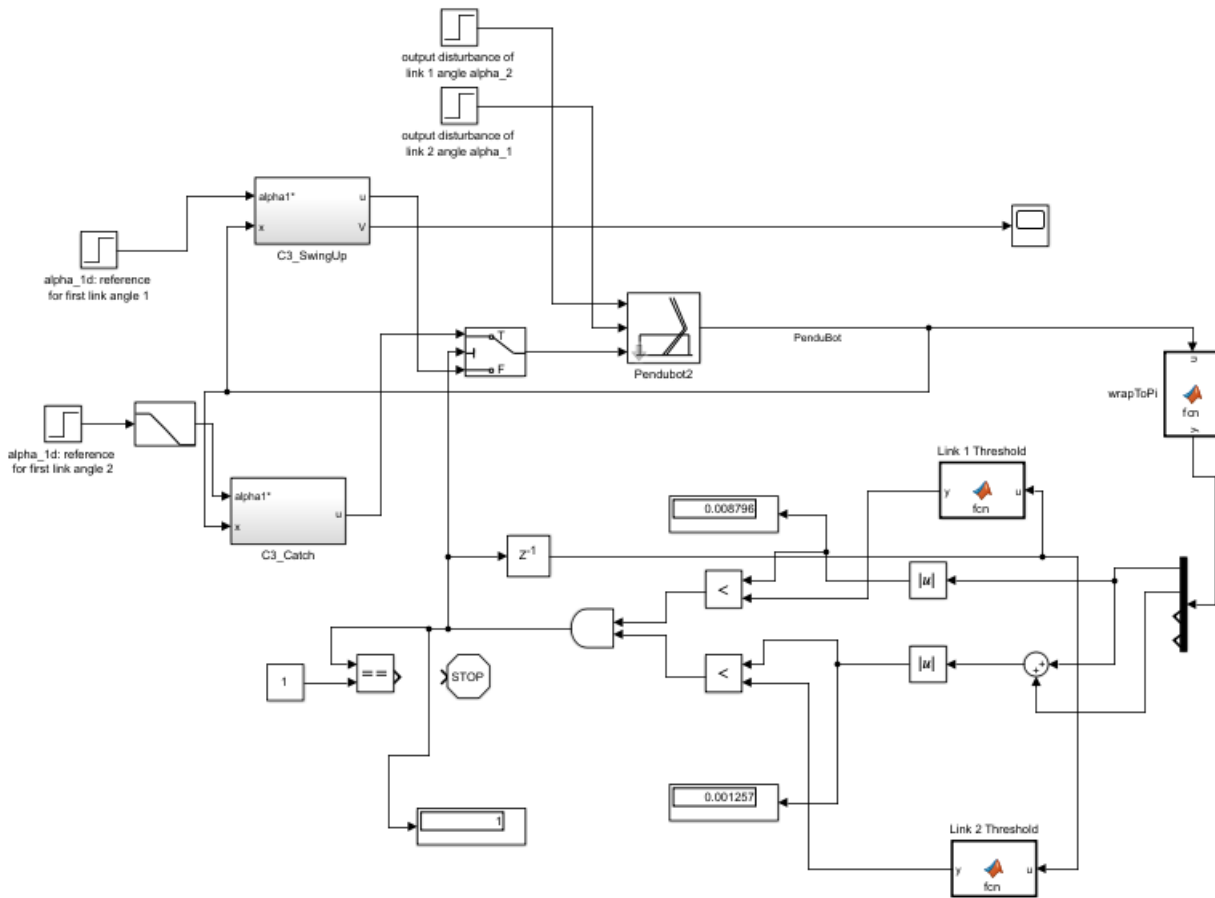 output disturbance of
link 1 angle alpha_2
output disturbance of
link 2 angle alpha_1
alpha1*
u
x
V
C3_SwingUp
alpha_1d: reference
for first link angle 1
T
F
PenduBot
Pendubot2
u
wrapToPi
fcn
y
alpha_1d: reference
for first link angle 2
alpha1*
u
x
C3_Catch
Link 1 Threshold
y
u
fcn
0.008796
Z-1
<
|u|
1
==
STOP
<
|u|
+
+
0.001257
1
Link 2 Threshold
y
u
fcn